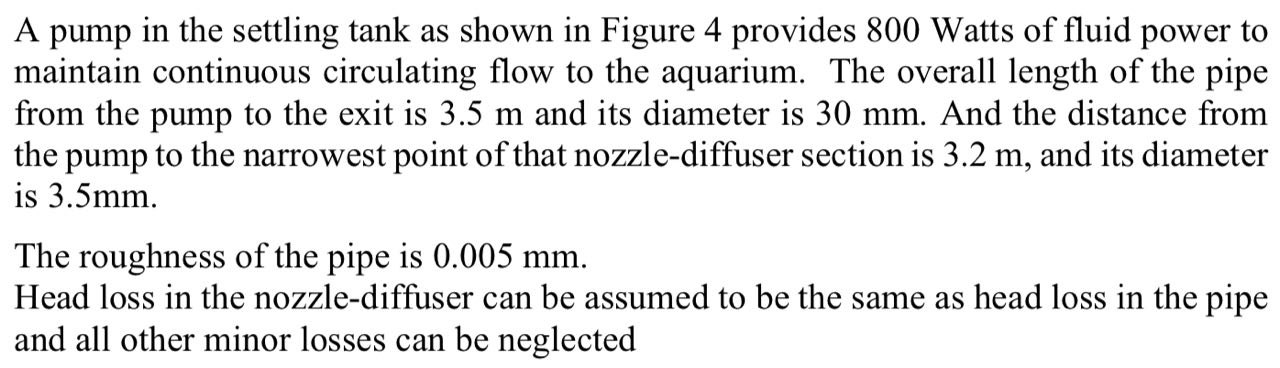 A pump in the settling tank as shown in Figure 4 provides 800 Watts of fluid power to
maintain continuous circulating flow to the aquarium. The overall length of the pipe
from the pump to the exit is 3.5 m and its diameter is 30 mm. And the distance from
the pump to the narrowest point of that nozzle-diffuser section is 3.2 m, and its diameter
is 3.5mm.
The roughness of the pipe is 0.005 mm.
Head loss in the nozzle-diffuser can be assumed to be the same as head loss in the pipe
and all other minor losses can be neglected